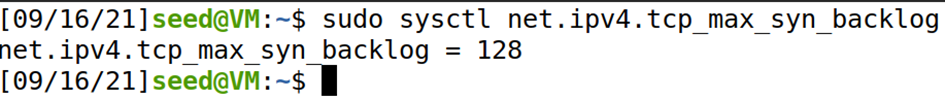 [09/16/21]seed@VM:~$ sudo sysctl net.ipv4.tcp_max_syn_backlog
net.ipv4.tcp_max_syn_backlog = 128
[09/16/21]seed@VM:~$